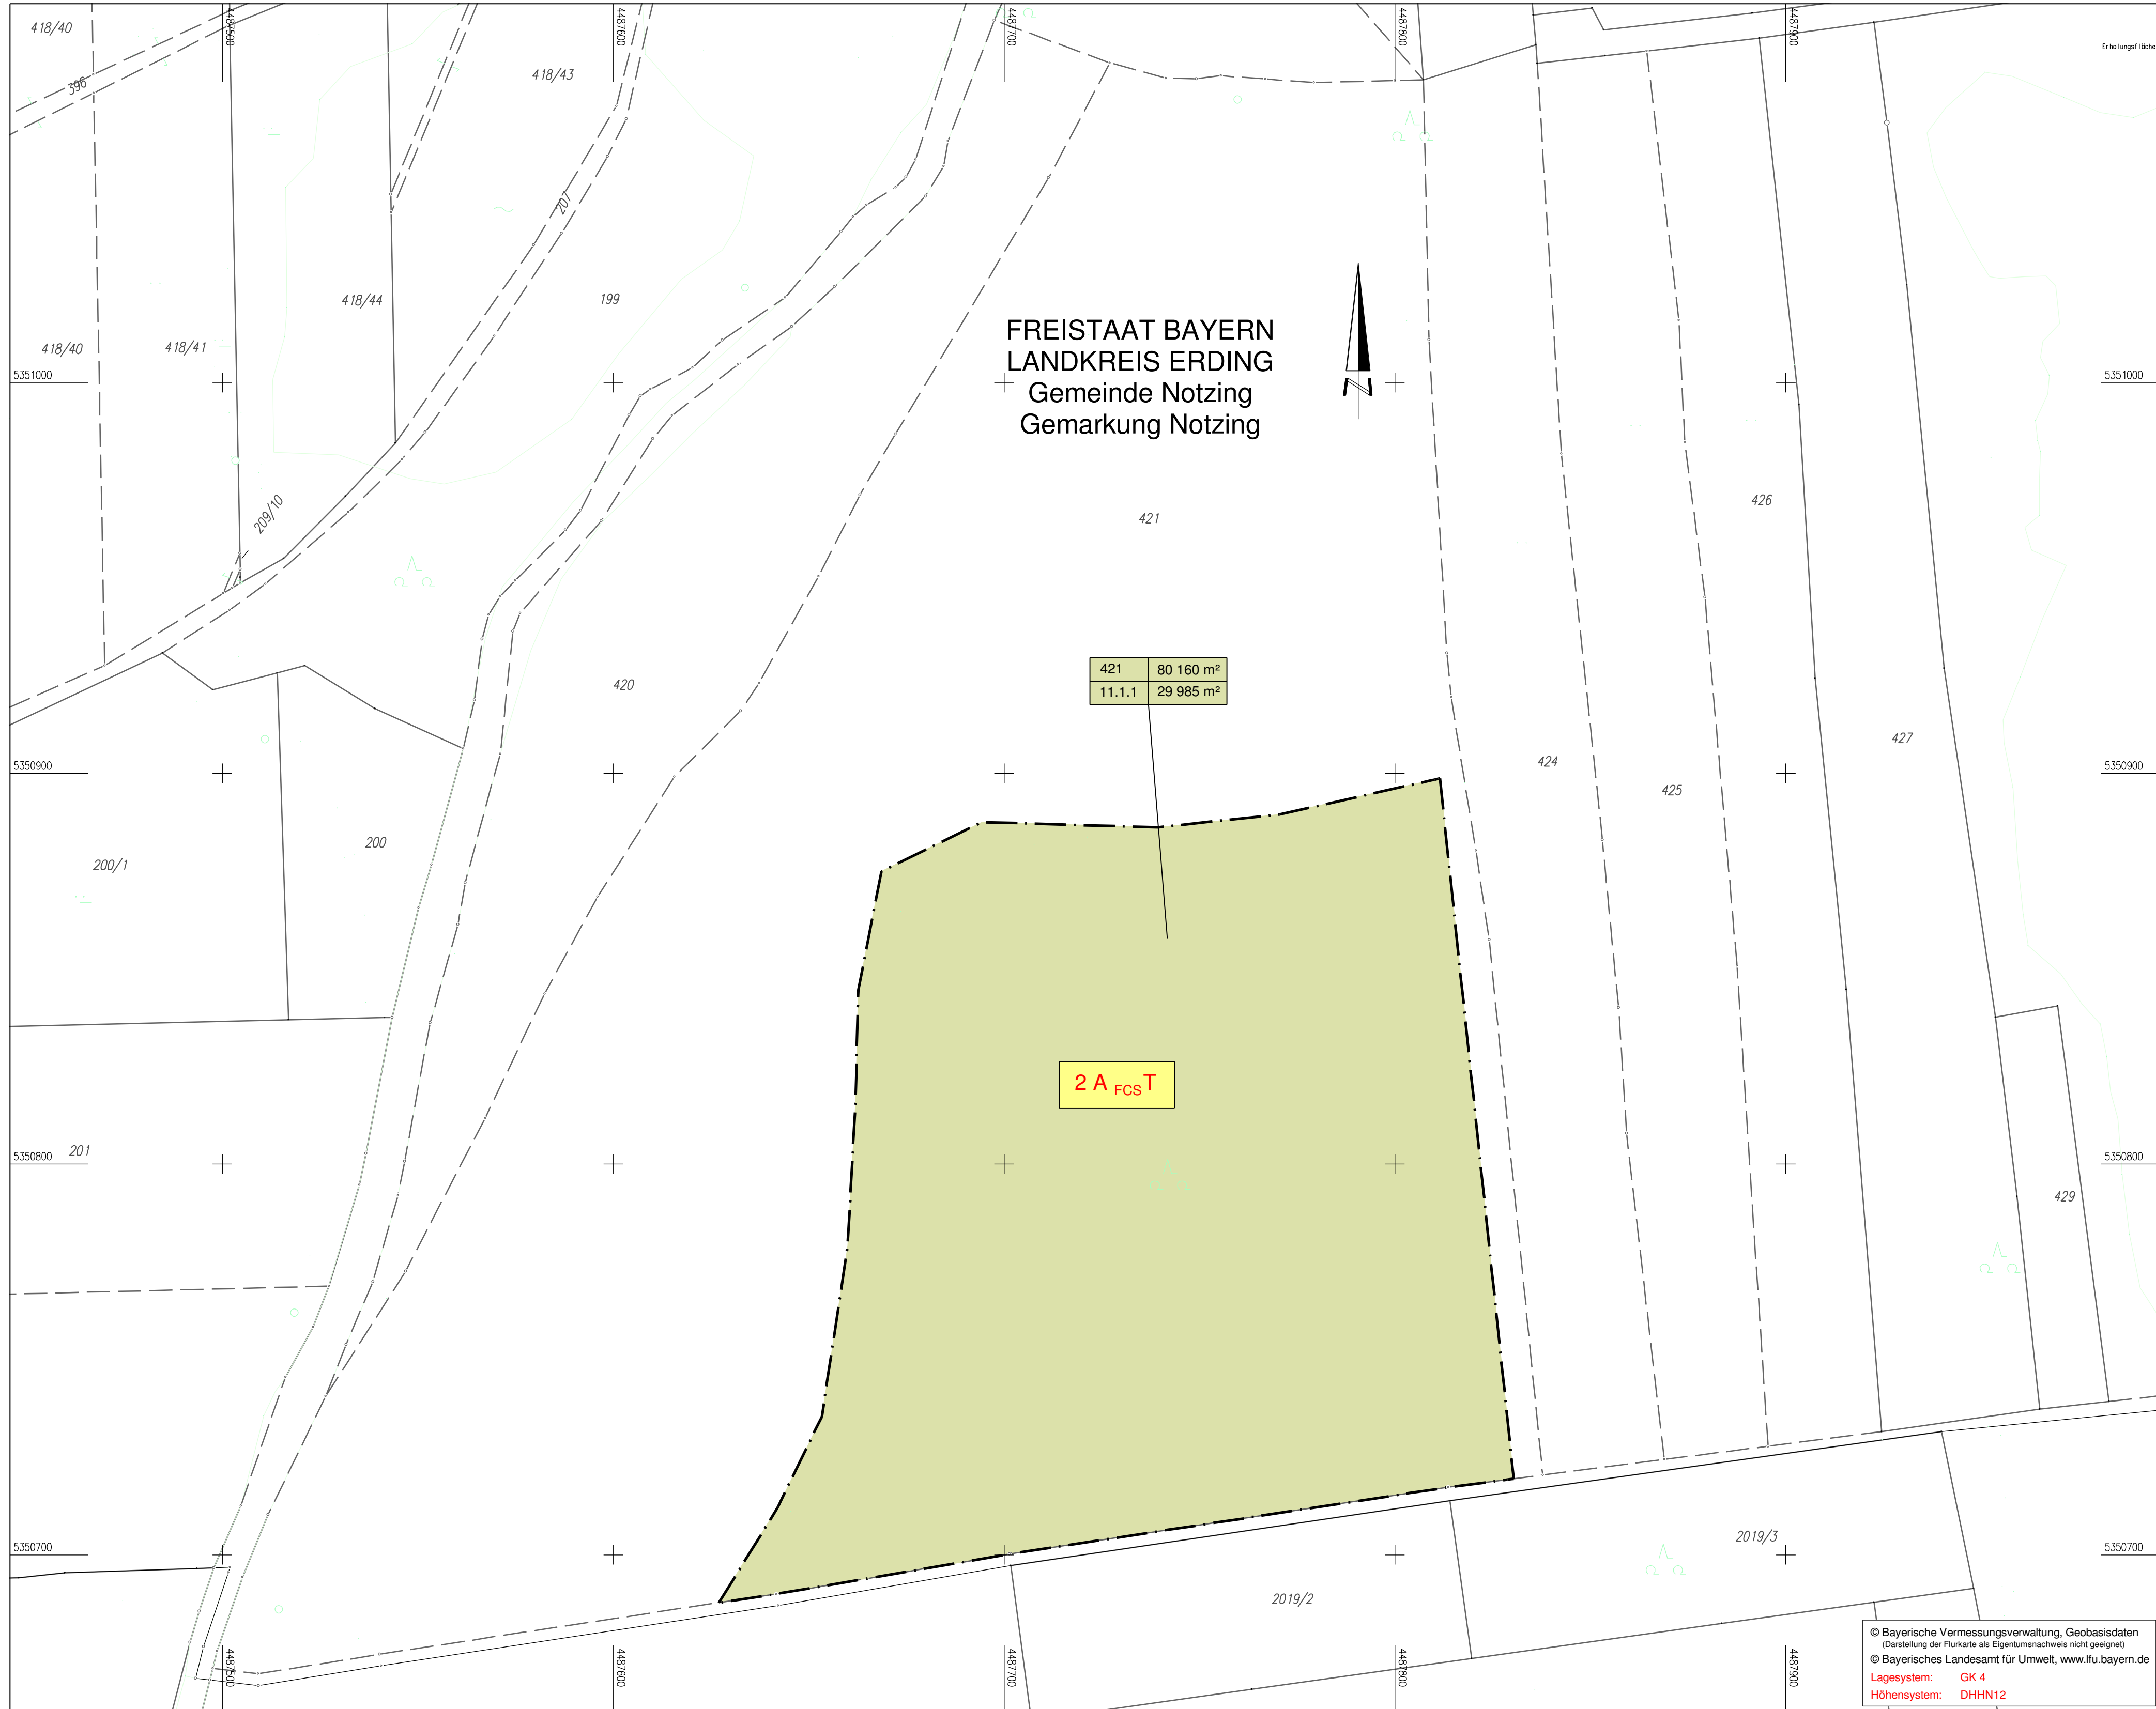 418/40
4487500
4487600
4487700
4487800
4487900
Erholungsfläche
396
418/43
207
418/44
199
418/40
418/41
FREISTAAT BAYERN
LANDKREIS ERDING
Gemeinde Notzing
Gemarkung Notzing
N
5351000
5351000
209/10
421
426
420
421 80 160 m²
11.1.1 29 985 m²
427
424
425
5350900
5350900
200/1
200
2 A FCS T
201
5350800
5350800
429
5350700
5350700
2019/3
2019/2
4487500
4487600
4487700
4487800
4487900
© Bayerische Vermessungsverwaltung, Geobasisdaten
(Darstellung der Flurkarte als Eigentumsnachweis nicht geeignet)
© Bayerisches Landesamt für Umwelt, www.lfu.bayern.de
Lagesystem: GK 4
Höhensystem: DHHN12